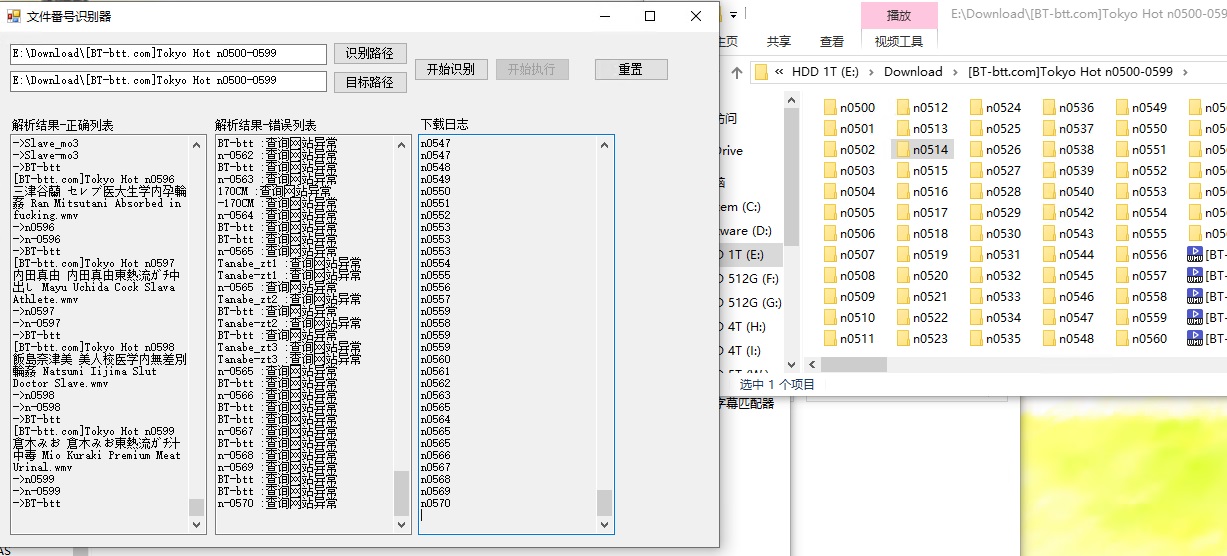 文件番号识别器
E:\Download\[BT-btt.com]Tokyo Hot n0500-0599
识别路径
E:\Download\[BT-btt.com]Tokyo Hot n0500-0599
目标路径
开始识别
开始执行
重置
解析结果-正确列表
->Slave_mo3
->Slave-mo3
->BT-btt
[BT-btt.com]Tokyo Hot n0596
三津谷蘭 セレブ医大生学内孕輪
姦 Ran Mitsutani Absorbed in
fucking.wmv
->n0596
->n-0596
->BT-btt
[BT-btt.com]Tokyo Hot n0597
内田真由 内田真由東熱流ガチ中
出し Mayu Uchida Cock Slava
Athlete.wmv
->n0597
->n-0597
->BT-btt
[BT-btt.com]Tokyo Hot n0598
飯島奈津美 美人校医学内無差別
輪姦 Natsumi Iijima Slut
Doctor Slave.wmv
->n0598
->n-0598
->BT-btt
[BT-btt.com]Tokyo Hot n0599
倉木みお 倉木みお東熱流ガチ汁
中毒 Mio Kuraki Premium Meat
Urinal.wmv
->n0599
->n-0599
->BT-btt
解析结果-错误列表
BT-btt :查询网站异常
n-0562 :查询网站异常
BT-btt :查询网站异常
n-0563 :查询网站异常
170CM :查询网站异常
-170CM :查询网站异常
n-0564 :查询网站异常
BT-btt :查询网站异常
BT-btt :查询网站异常
n-0565 :查询网站异常
Tanabe_zt1 :查询网站异常
Tanabe-zt1 :查询网站异常
n-0565 :查询网站异常
Tanabe_zt2 :查询网站异常
BT-btt :查询网站异常
Tanabe-zt2 :查询网站异常
BT-btt :查询网站异常
Tanabe_zt3 :查询网站异常
Tanabe-zt3 :查询网站异常
n-0565 :查询网站异常
BT-btt :查询网站异常
n-0566 :查询网站异常
BT-btt :查询网站异常
BT-btt :查询网站异常
n-0567 :查询网站异常
BT-btt :查询网站异常
n-0568 :查询网站异常
n-0569 :查询网站异常
BT-btt :查询网站异常
BT-btt :查询网站异常
n-0570 :查询网站异常
下载日志
n0547
n0547
n0548
n0549
n0550
n0551
n0552
n0553
n0553
n0553
n0554
n0555
n0556
n0557
n0559
n0558
n0559
n0559
n0560
n0561
n0562
n0563
n0565
n0564
n0565
n0565
n0566
n0567
n0568
n0569
n0570
播放
E:\Download\[BT-btt.com]Tokyo Hot n0500-0599
主页
共享
查看
视频工具
« HDD 1T (E:) > Download > [BT-btt.com]Tokyo Hot n0500-0599 >
访问
Drive
脑
tem (C:)
tware (D:)
D 1T (E:)
D 512G (F:)
D 512G (G:)
D 4T (H:)
D 4T (I:)
n0500 n0512 n0524 n0536 n0549 n05
n0501 n0513 n0525 n0537 n0550 n05
n0502 n0514 n0526 n0538 n0551 n05
n0503 n0515 n0527 n0539 n0552 n05
n0504 n0516 n0528 n0540 n0553 n05
n0505 n0517 n0529 n0542 n0554 n05
n0506 n0518 n0530 n0543 n0555 n05
n0507 n0519 n0531 n0544 n0556 [BT-
n0508 n0520 n0532 n0545 n0557 [BT-
n0509 n0521 n0533 n0546 n0558 [BT-
n0510 n0522 n0534 n0547 n0559 [BT-
n0511 n0523 n0535 n0548 n0560 [BT-
选中 1 个项目
字幕匹配器
AS